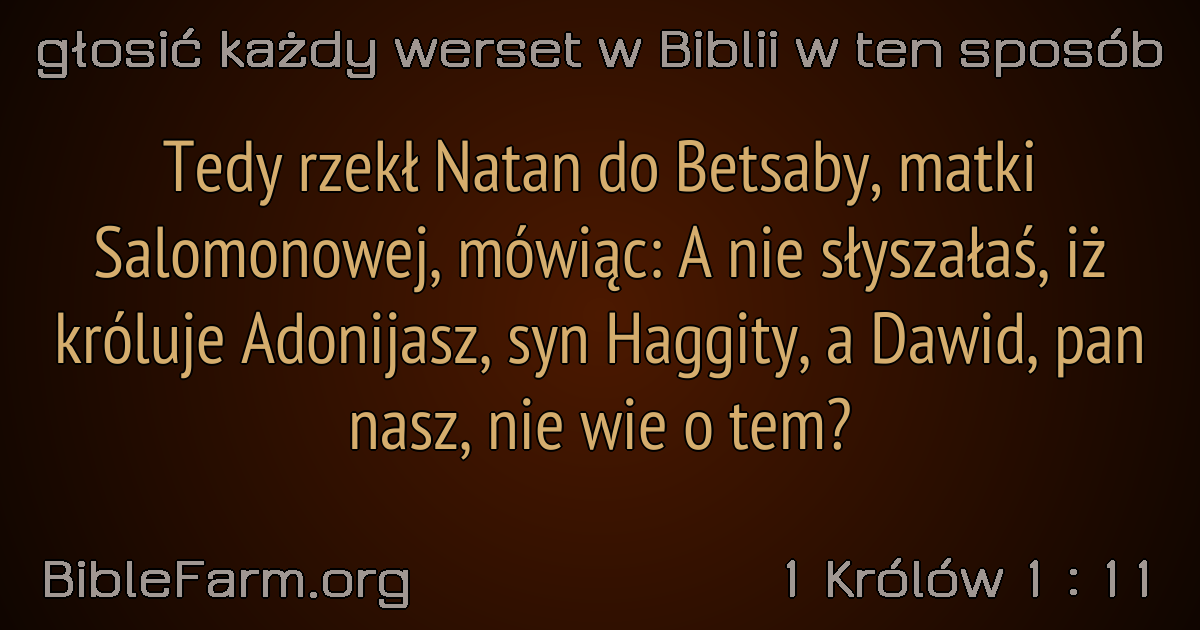 głosić każdy werset w Biblii w ten sposób
Tedy rzekł Natan do Betsaby, matki
Salomonowej, mówiąc: A nie słyszałaś, iż
króluje Adonijasz, syn Haggity, a Dawid, pan
nasz, nie wie o tem?
BibleFarm.org
1 Królów 1 : 11